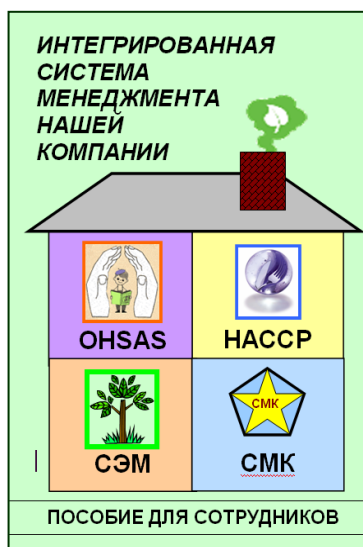 ИНТЕГРИРОВАННАЯ
СИСТЕМА
МЕНЕДЖМЕНТА
НАШЕЙ
КОМПАНИИ
OHSAS
HACCP
СЭМ
СМК
СМК
ПОСОБИЕ ДЛЯ СОТРУДНИКОВ